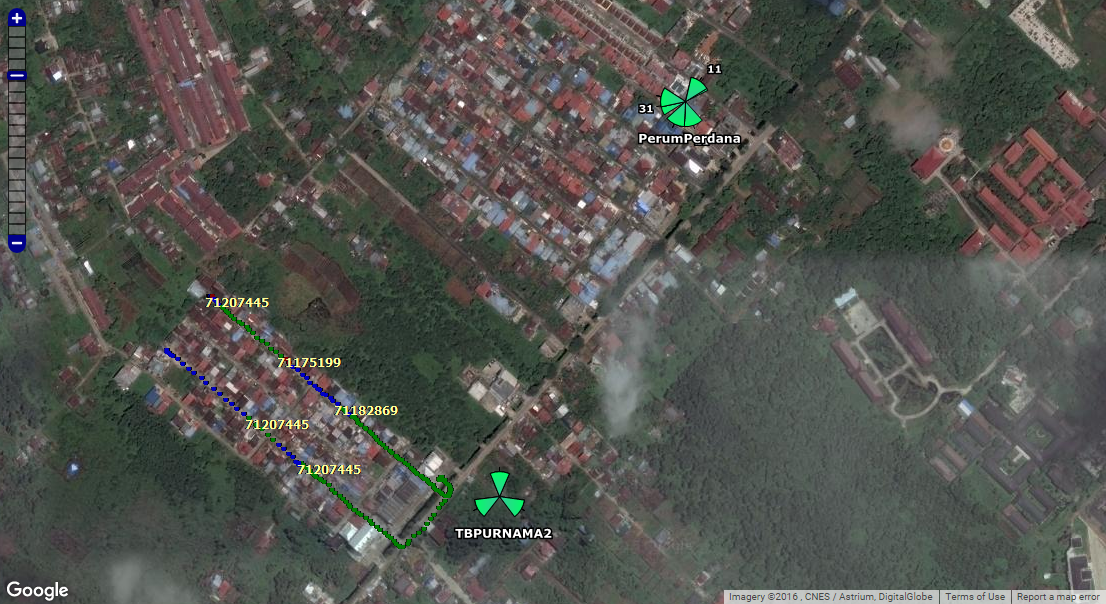 11
31
PerumPerdana
71207445
71175199
71182869
71207445
71207445
TBPURNAMA2
Google
Imagery ©2016 , CNES / Astrium, DigitalGlobe
Terms of Use
Report a map error